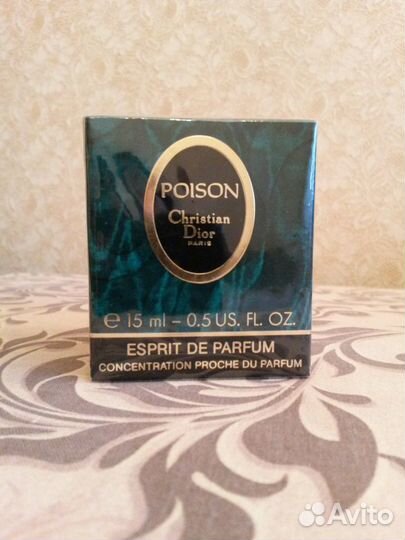 POISON
Christian
Dior
PARIS
℮ 15 ml – 0.5 US. FL. OZ.
ESPRIT DE PARFUM
CONCENTRATION PROCHE DU PARFUM
Avito